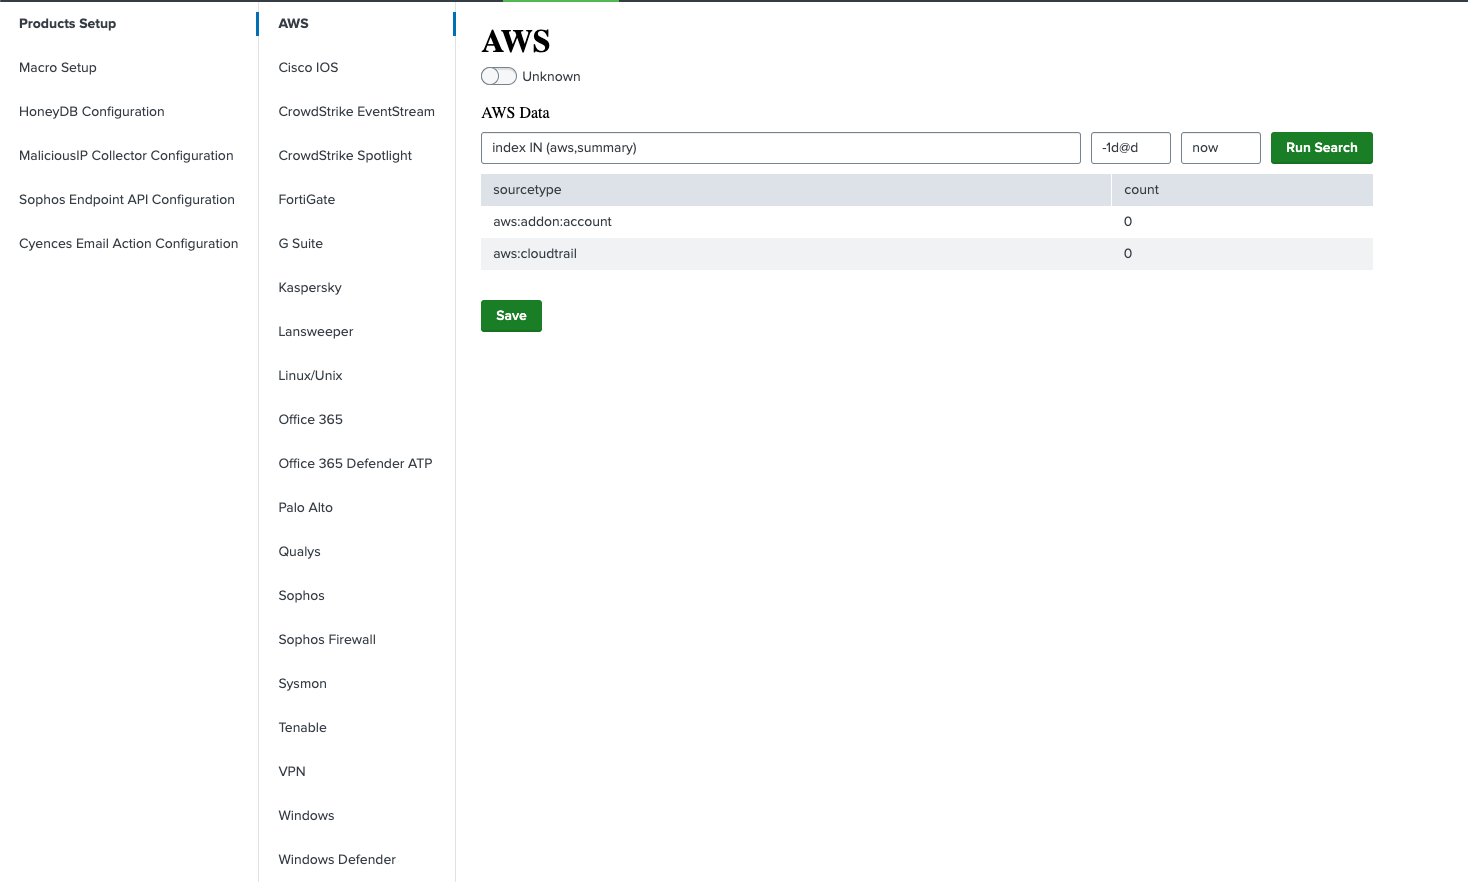 Products Setup
Macro Setup
HoneyDB Configuration
MaliciousIP Collector Configuration
Sophos Endpoint API Configuration
Cyences Email Action Configuration
AWS
Cisco IOS
CrowdStrike EventStream
CrowdStrike Spotlight
FortiGate
G Suite
Kaspersky
Lansweeper
Linux/Unix
Office 365
Office 365 Defender ATP
Palo Alto
Qualys
Sophos
Sophos Firewall
Sysmon
Tenable
VPN
Windows
Windows Defender
AWS
Unknown
AWS Data
index IN (aws,summary) -1d@d now Run Search
sourcetype count
aws:addon:account 0
aws:cloudtrail 0
Save